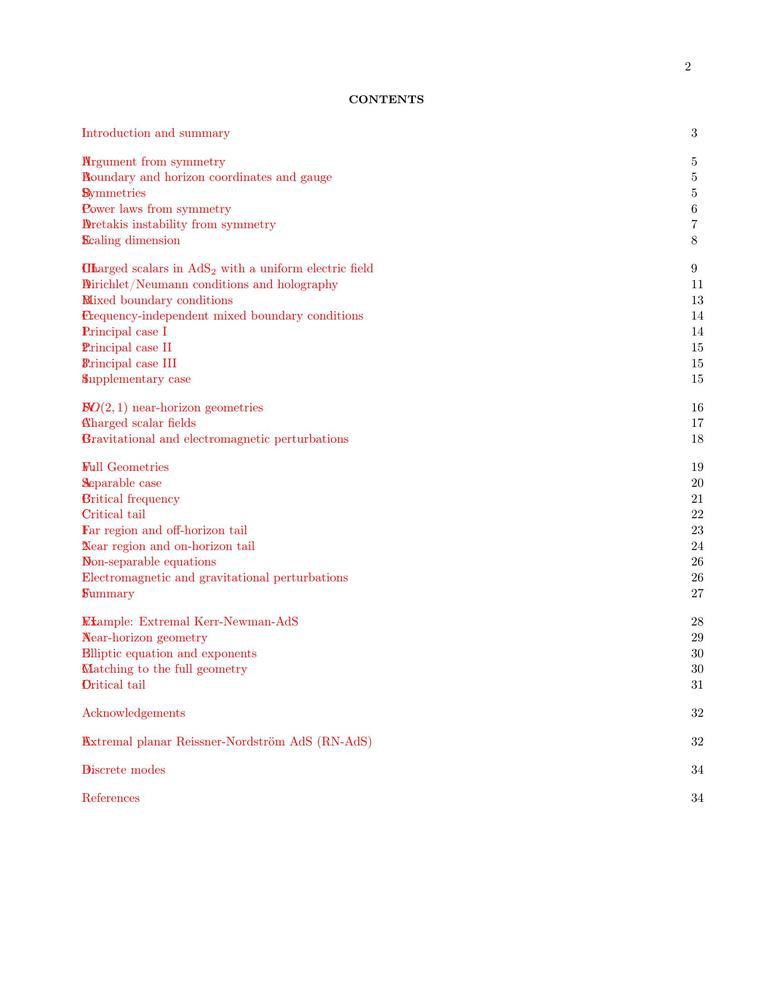 2
CONTENTS
Introduction and summary 3
Argument from symmetry 5
Boundary and horizon coordinates and gauge 5
Symmetries 5
Power laws from symmetry 6
Aretakis instability from symmetry 7
Scaling dimension 8
Charged scalars in AdS₂ with a uniform electric field 9
Dirichlet/Neumann conditions and holography 11
Mixed boundary conditions 13
Frequency-independent mixed boundary conditions 14
Principal case I 14
Principal case II 15
Principal case III 15
Supplementary case 15
SO(2, 1) near-horizon geometries 16
Charged scalar fields 17
Gravitational and electromagnetic perturbations 18
Full Geometries 19
Separable case 20
Critical frequency 21
Critical tail 22
Far region and off-horizon tail 23
Near region and on-horizon tail 24
Non-separable equations 26
Electromagnetic and gravitational perturbations 26
Summary 27
Example: Extremal Kerr-Newman-AdS 28
Near-horizon geometry 29
Elliptic equation and exponents 30
Matching to the full geometry 30
Critical tail 31
Acknowledgements 32
Extremal planar Reissner-Nordström AdS (RN-AdS) 32
Discrete modes 34
References 34